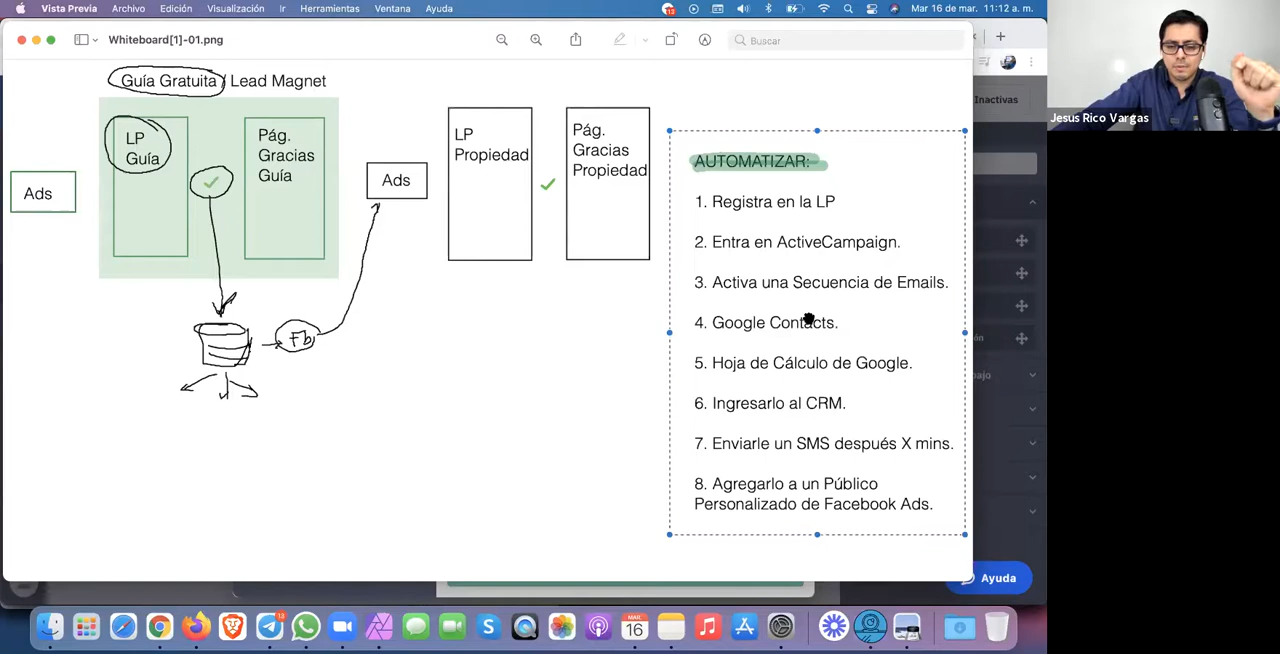 Vista Previa Archivo Edición Visualización Ir Herramientas Ventana Ayuda
Mar 16 de mar. 11:12 a. m.
Whiteboard[1]-01.png
Buscar
Guía Gratuita / Lead Magnet
LP
Guía
Pág.
Gracias
Guía
Ads
Ads
LP
Propiedad
Pág.
Gracias
Propiedad
Fb
AUTOMATIZAR:
1. Registra en la LP
2. Entra en ActiveCampaign.
3. Activa una Secuencia de Emails.
4. Google Contacts.
5. Hoja de Cálculo de Google.
6. Ingresarlo al CRM.
7. Enviarle un SMS después X mins.
8. Agregarlo a un Público
Personalizado de Facebook Ads.
Inactivas
Ayuda
Jesus Rico Vargas
MAR.
16